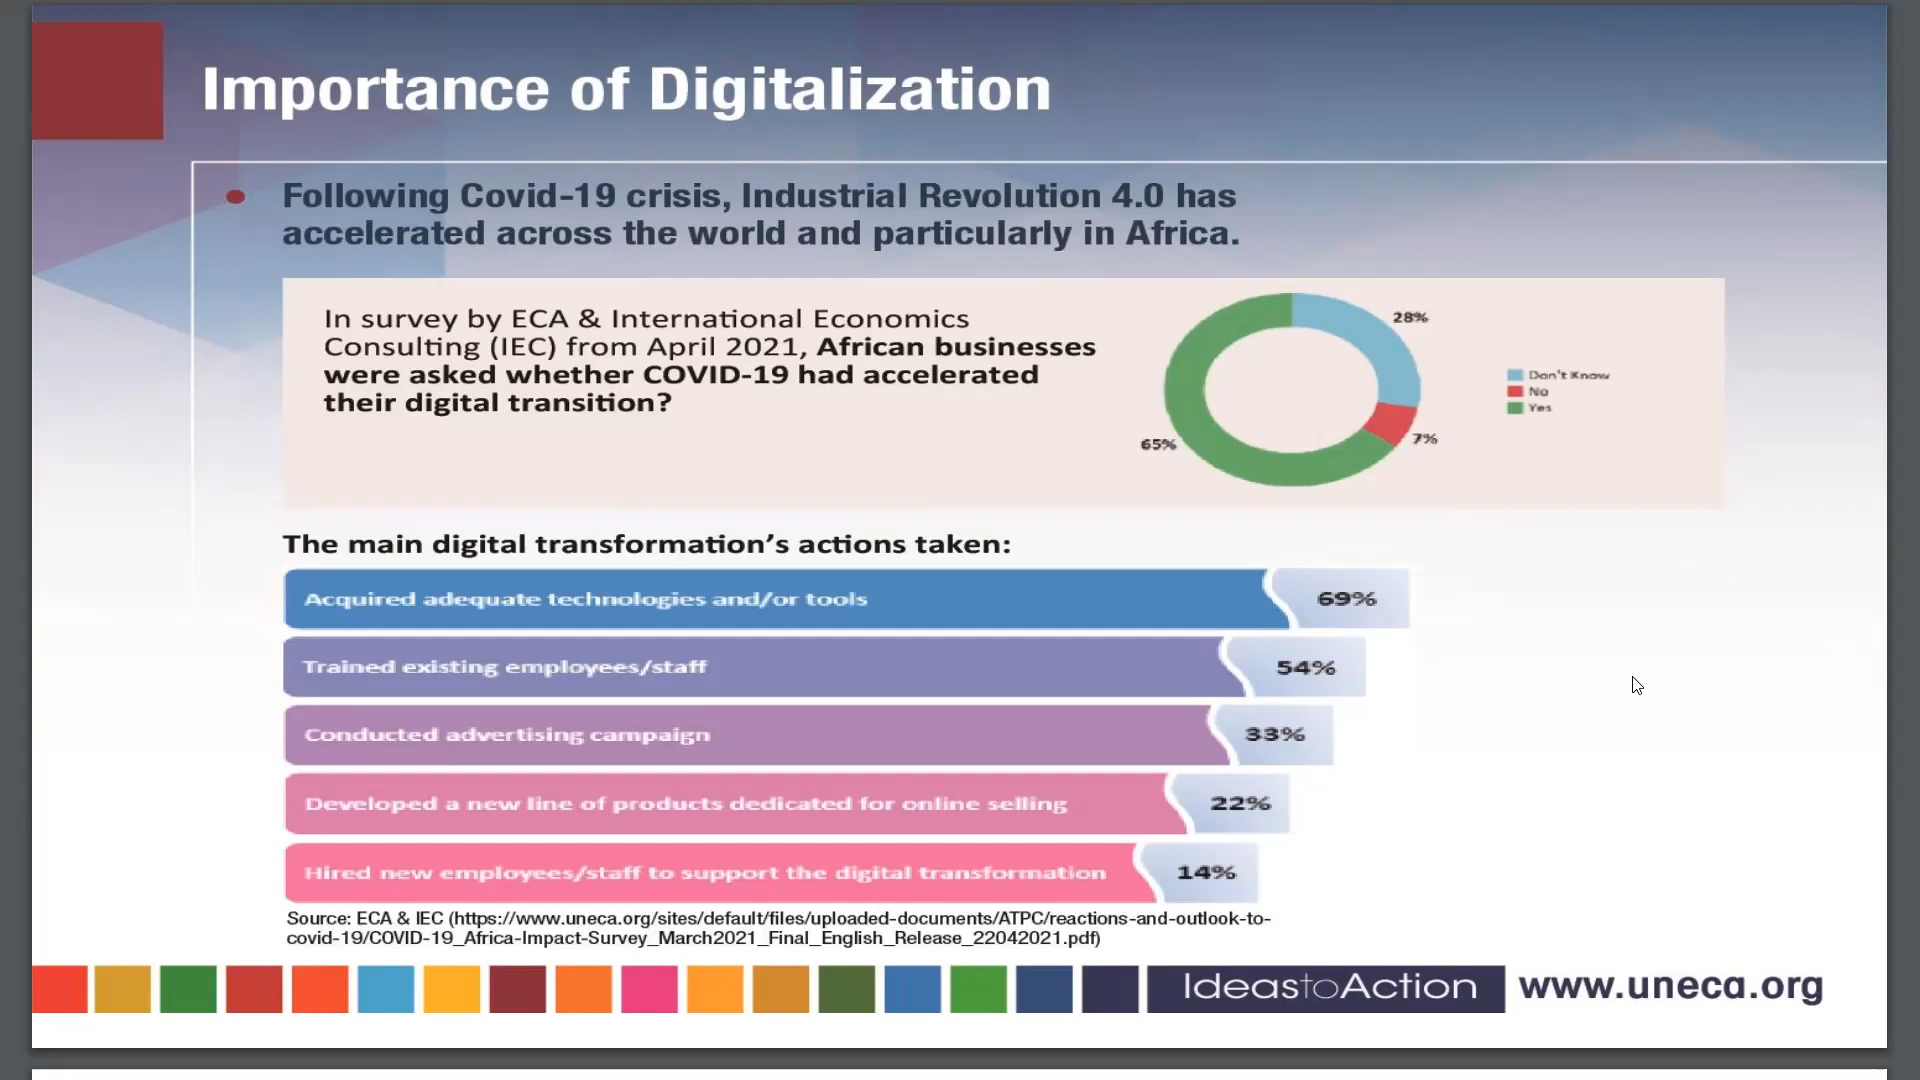 Importance of Digitalization
Following Covid-19 crisis, Industrial Revolution 4.0 has
accelerated across the world and particularly in Africa.
In survey by ECA & International Economics
Consulting (IEC) from April 2021, African businesses
were asked whether COVID-19 had accelerated
their digital transition?
28%
Don't Know
No
Yes
7%
65%
The main digital transformation's actions taken:
Acquired adequate technologies and/or tools 69%
Trained existing employees/staff 54%
Conducted advertising campaign 33%
Developed a new line of products dedicated for online selling 22%
Hired new employees/staff to support the digital transformation 14%
Source: ECA & IEC (https://www.uneca.org/sites/default/files/uploaded-documents/ATPC/reactions-and-outlook-to-
covid-19/COVID-19_Africa-Impact-Survey_March2021_Final_English_Release_22042021.pdf)
IdeastoAction www.uneca.org